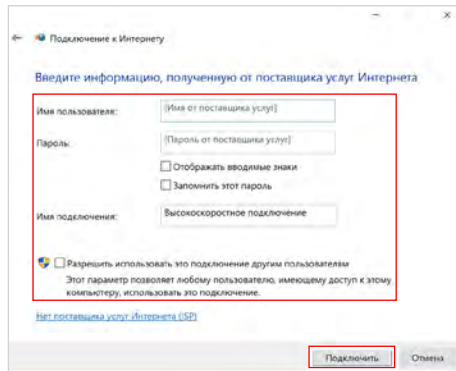 Подключение к Интернету
Введите информацию, полученную от поставщика услуг Интернета
Имя пользователя: [Имя от поставщика услуг]
Пароль: [Пароль от поставщика услуг]
Отображать вводимые знаки
Запомнить этот пароль
Имя подключения: Высокоскоростное подключение
Разрешить использовать это подключение другим пользователям
Этот параметр позволяет любому пользователю, имеющему доступ к этому
компьютеру, использовать это подключение.
Нет поставщика услуг Интернета (ISP)
Подключить Отмена